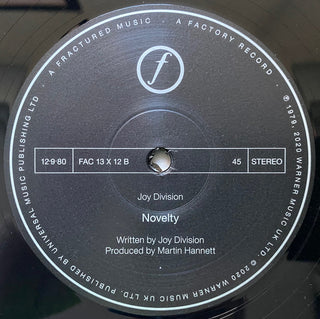 · A FRACTURED MUSIC · A FACTORY RECORD · ℗ 1979, 2020 WARNER MUSIC UK LTD. © 2020 WARNER MUSIC UK LTD. PUBLISHED BY UNIVERSAL MUSIC PUBLISHING LTD
f
12·9·80 FAC 13 X 12 B 45 STEREO
Joy Division
Novelty
Written by Joy Division
Produced by Martin Hannett